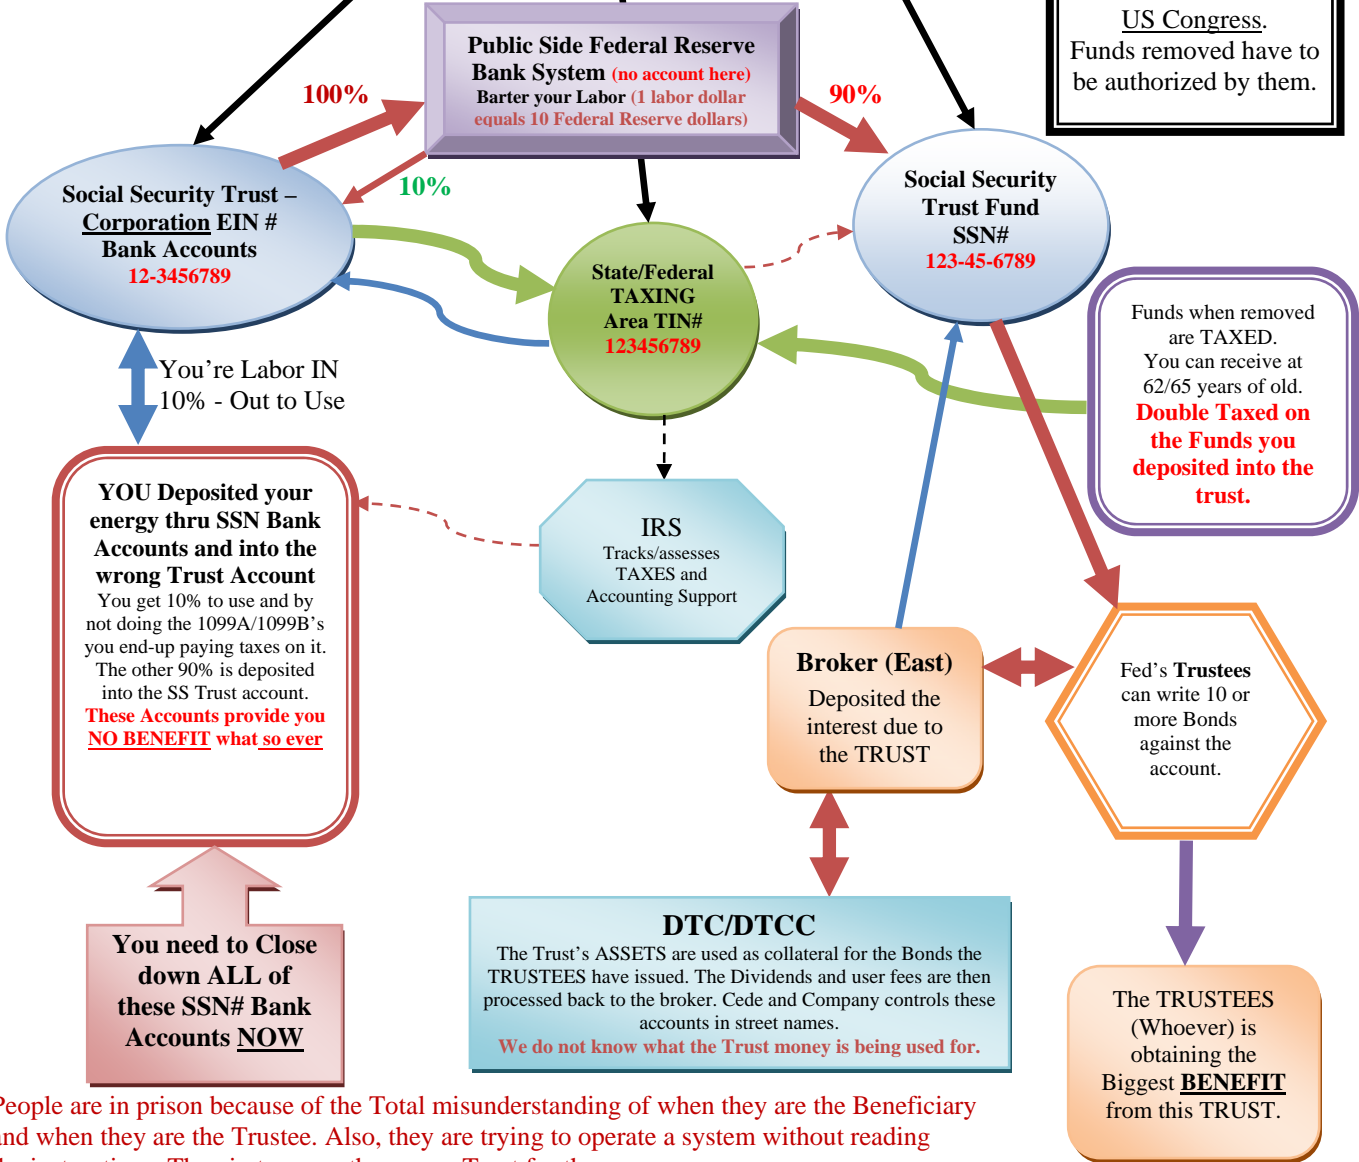 US Congress.
Funds removed have to
be authorized by them.
Public Side Federal Reserve
Bank System (no account here)
Barter your Labor (1 labor dollar
equals 10 Federal Reserve dollars)
100%
90%
10%
Social Security Trust –
Corporation EIN #
Bank Accounts
12-3456789
Social Security
Trust Fund
SSN#
123-45-6789
State/Federal
TAXING
Area TIN#
123456789
Funds when removed
are TAXED.
You can receive at
62/65 years of old.
Double Taxed on
the Funds you
deposited into the
trust.
You're Labor IN
10% - Out to Use
YOU Deposited your
energy thru SSN Bank
Accounts and into the
wrong Trust Account
You get 10% to use and by
not doing the 1099A/1099B's
you end-up paying taxes on it.
The other 90% is deposited
into the SS Trust account.
These Accounts provide you
NO BENEFIT what so ever
IRS
Tracks/assesses
TAXES and
Accounting Support
Broker (East)
Deposited the
interest due to
the TRUST
Fed's Trustees
can write 10 or
more Bonds
against the
account.
You need to Close
down ALL of
these SSN# Bank
Accounts NOW
DTC/DTCC
The Trust's ASSETS are used as collateral for the Bonds the
TRUSTEES have issued. The Dividends and user fees are then
processed back to the broker. Cede and Company controls these
accounts in street names.
We do not know what the Trust money is being used for.
The TRUSTEES
(Whoever) is
obtaining the
Biggest BENEFIT
from this TRUST.
People are in prison because of the Total misunderstanding of when they are the Beneficiary
and when they are the Trustee. Also, they are trying to operate a system without reading